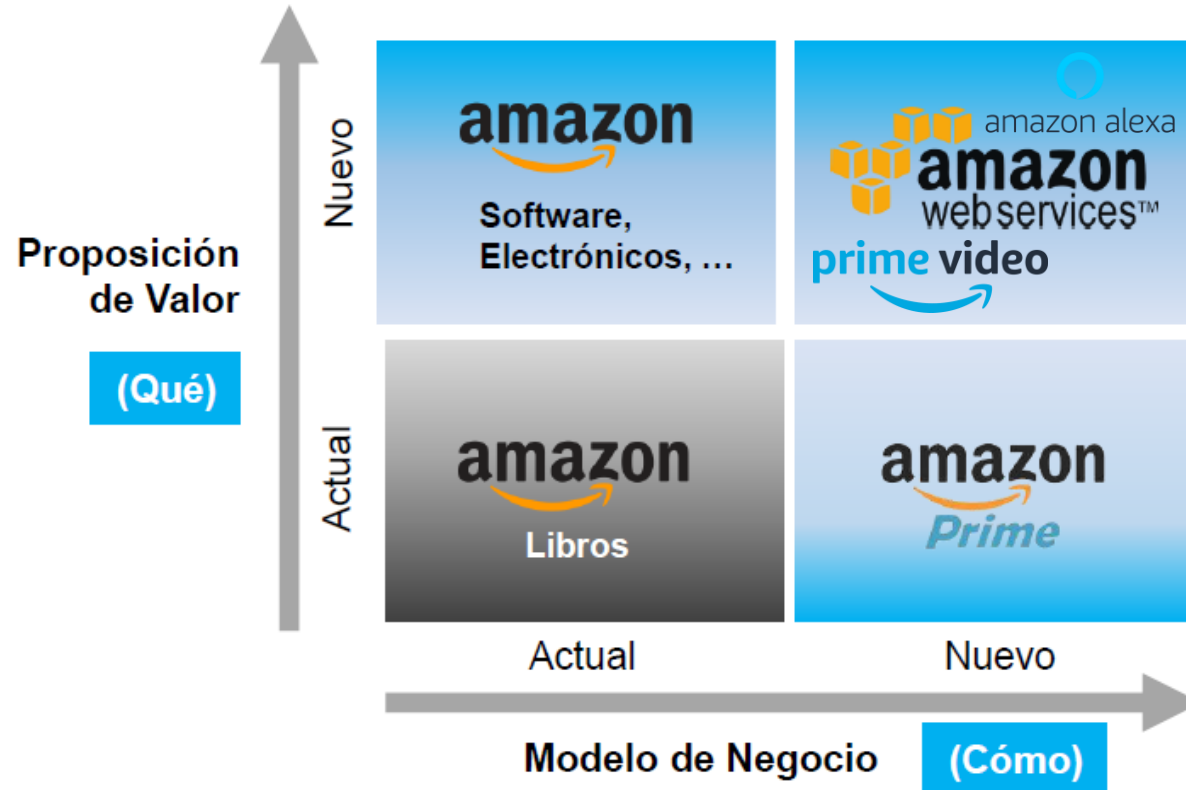 Proposición
de Valor
(Qué)
Nuevo
Actual
amazon
Software,
Electrónicos, ...
amazon alexa
amazon
webservices™
prime video
amazon
Libros
amazon
Prime
Actual
Nuevo
Modelo de Negocio
(Cómo)